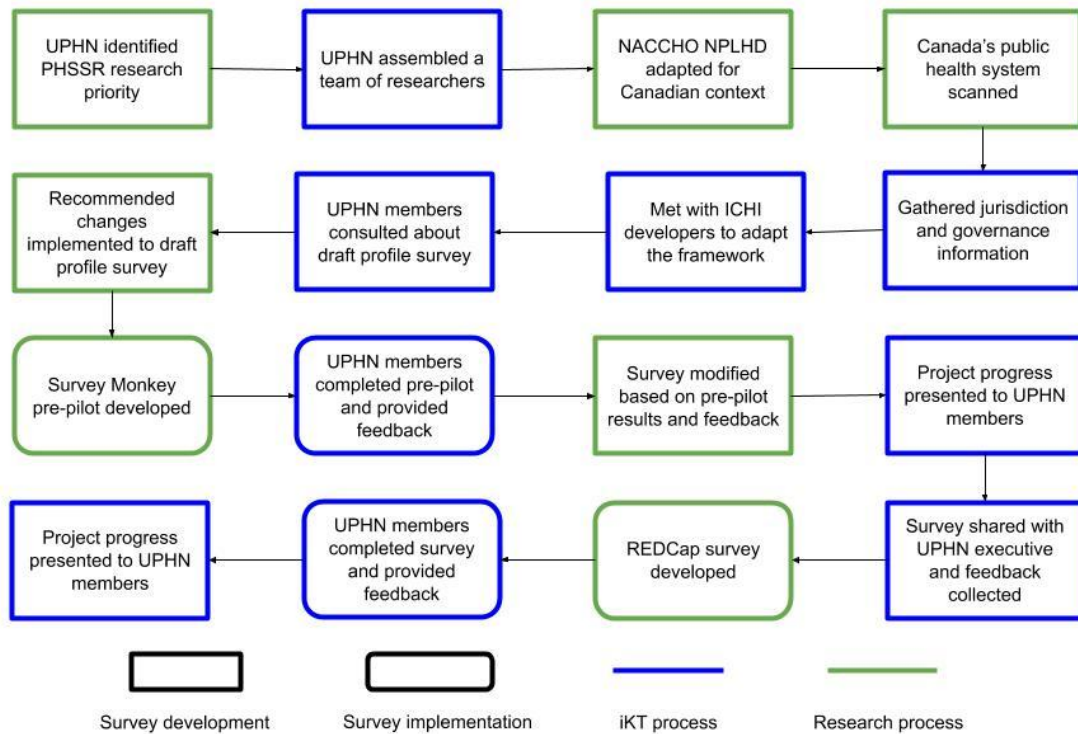 UPHN identified
PHSSR research
priority
UPHN assembled a
team of researchers
NACCHO NPLHD
adapted for
Canadian context
Canada's public
health system
scanned
Recommended
changes
implemented to draft
profile survey
UPHN members
consulted about
draft profile survey
Met with ICHI
developers to adapt
the framework
Gathered jurisdiction
and governance
information
Survey Monkey
pre-pilot developed
UPHN members
completed pre-pilot
and provided
feedback
Survey modified
based on pre-pilot
results and feedback
Project progress
presented to UPHN
members
Project progress
presented to UPHN
members
UPHN members
completed survey
and provided
feedback
REDCap survey
developed
Survey shared with
UPHN executive
and feedback
collected
Survey development
Survey implementation
iKT process
Research process